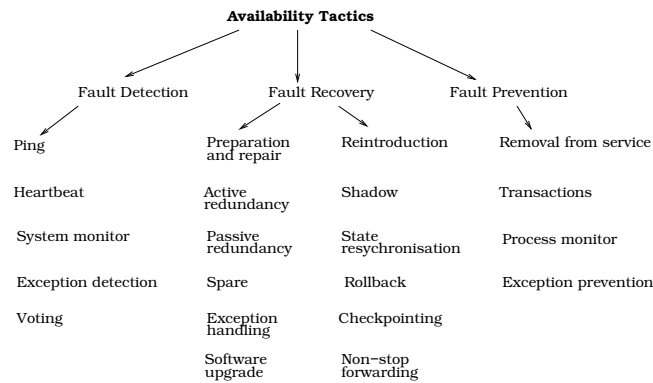 Availability Tactics
Fault Detection
Fault Recovery
Fault Prevention
Ping
Heartbeat
System monitor
Exception detection
Voting
Preparation
and repair
Active
redundancy
Passive
redundancy
Spare
Exception
handling
Software
upgrade
Reintroduction
Shadow
State
resychronisation
Rollback
Checkpointing
Non−stop
forwarding
Removal from service
Transactions
Process monitor
Exception prevention